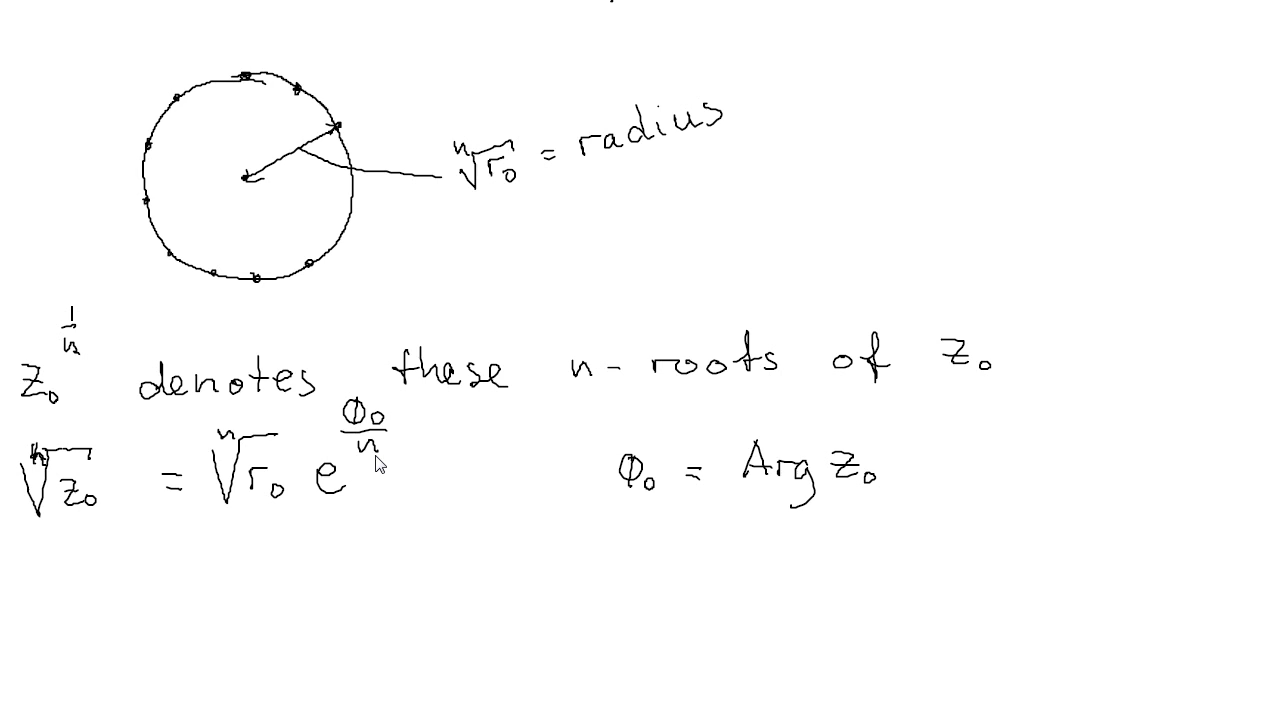 ⁿ√r₀ = radius
z₀^(1/n) denotes these n-roots of z₀
ⁿ√z₀ = ⁿ√r₀ e^(ϕ₀/n) ϕ₀ = Arg z₀